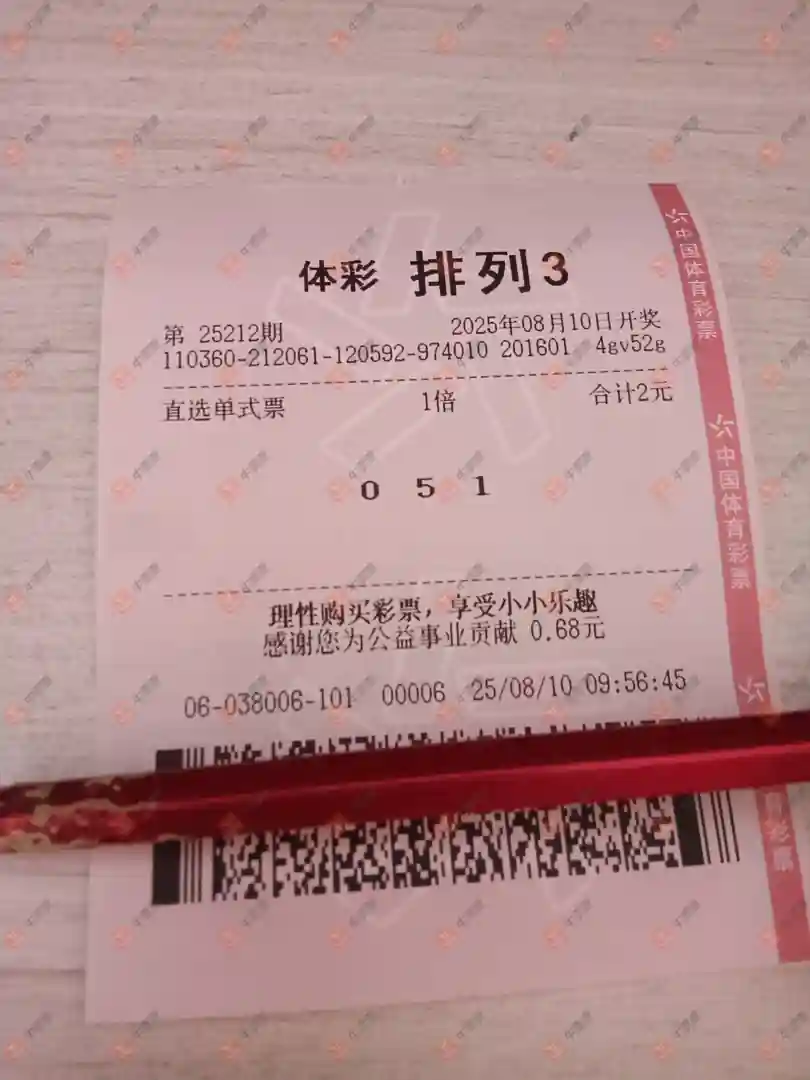 体彩 排列3
第 25212期 2025年08月10日开奖
110360-212061-120592-974010 201601 4gv52g
直选单式票 1倍 合计2元
0 5 1
理性购买彩票，享受小小乐趣
感谢您为公益事业贡献 0.68元
06-038006-101 00006 25/08/10 09:56:45
中国体育彩票
中国体育彩票
育彩票